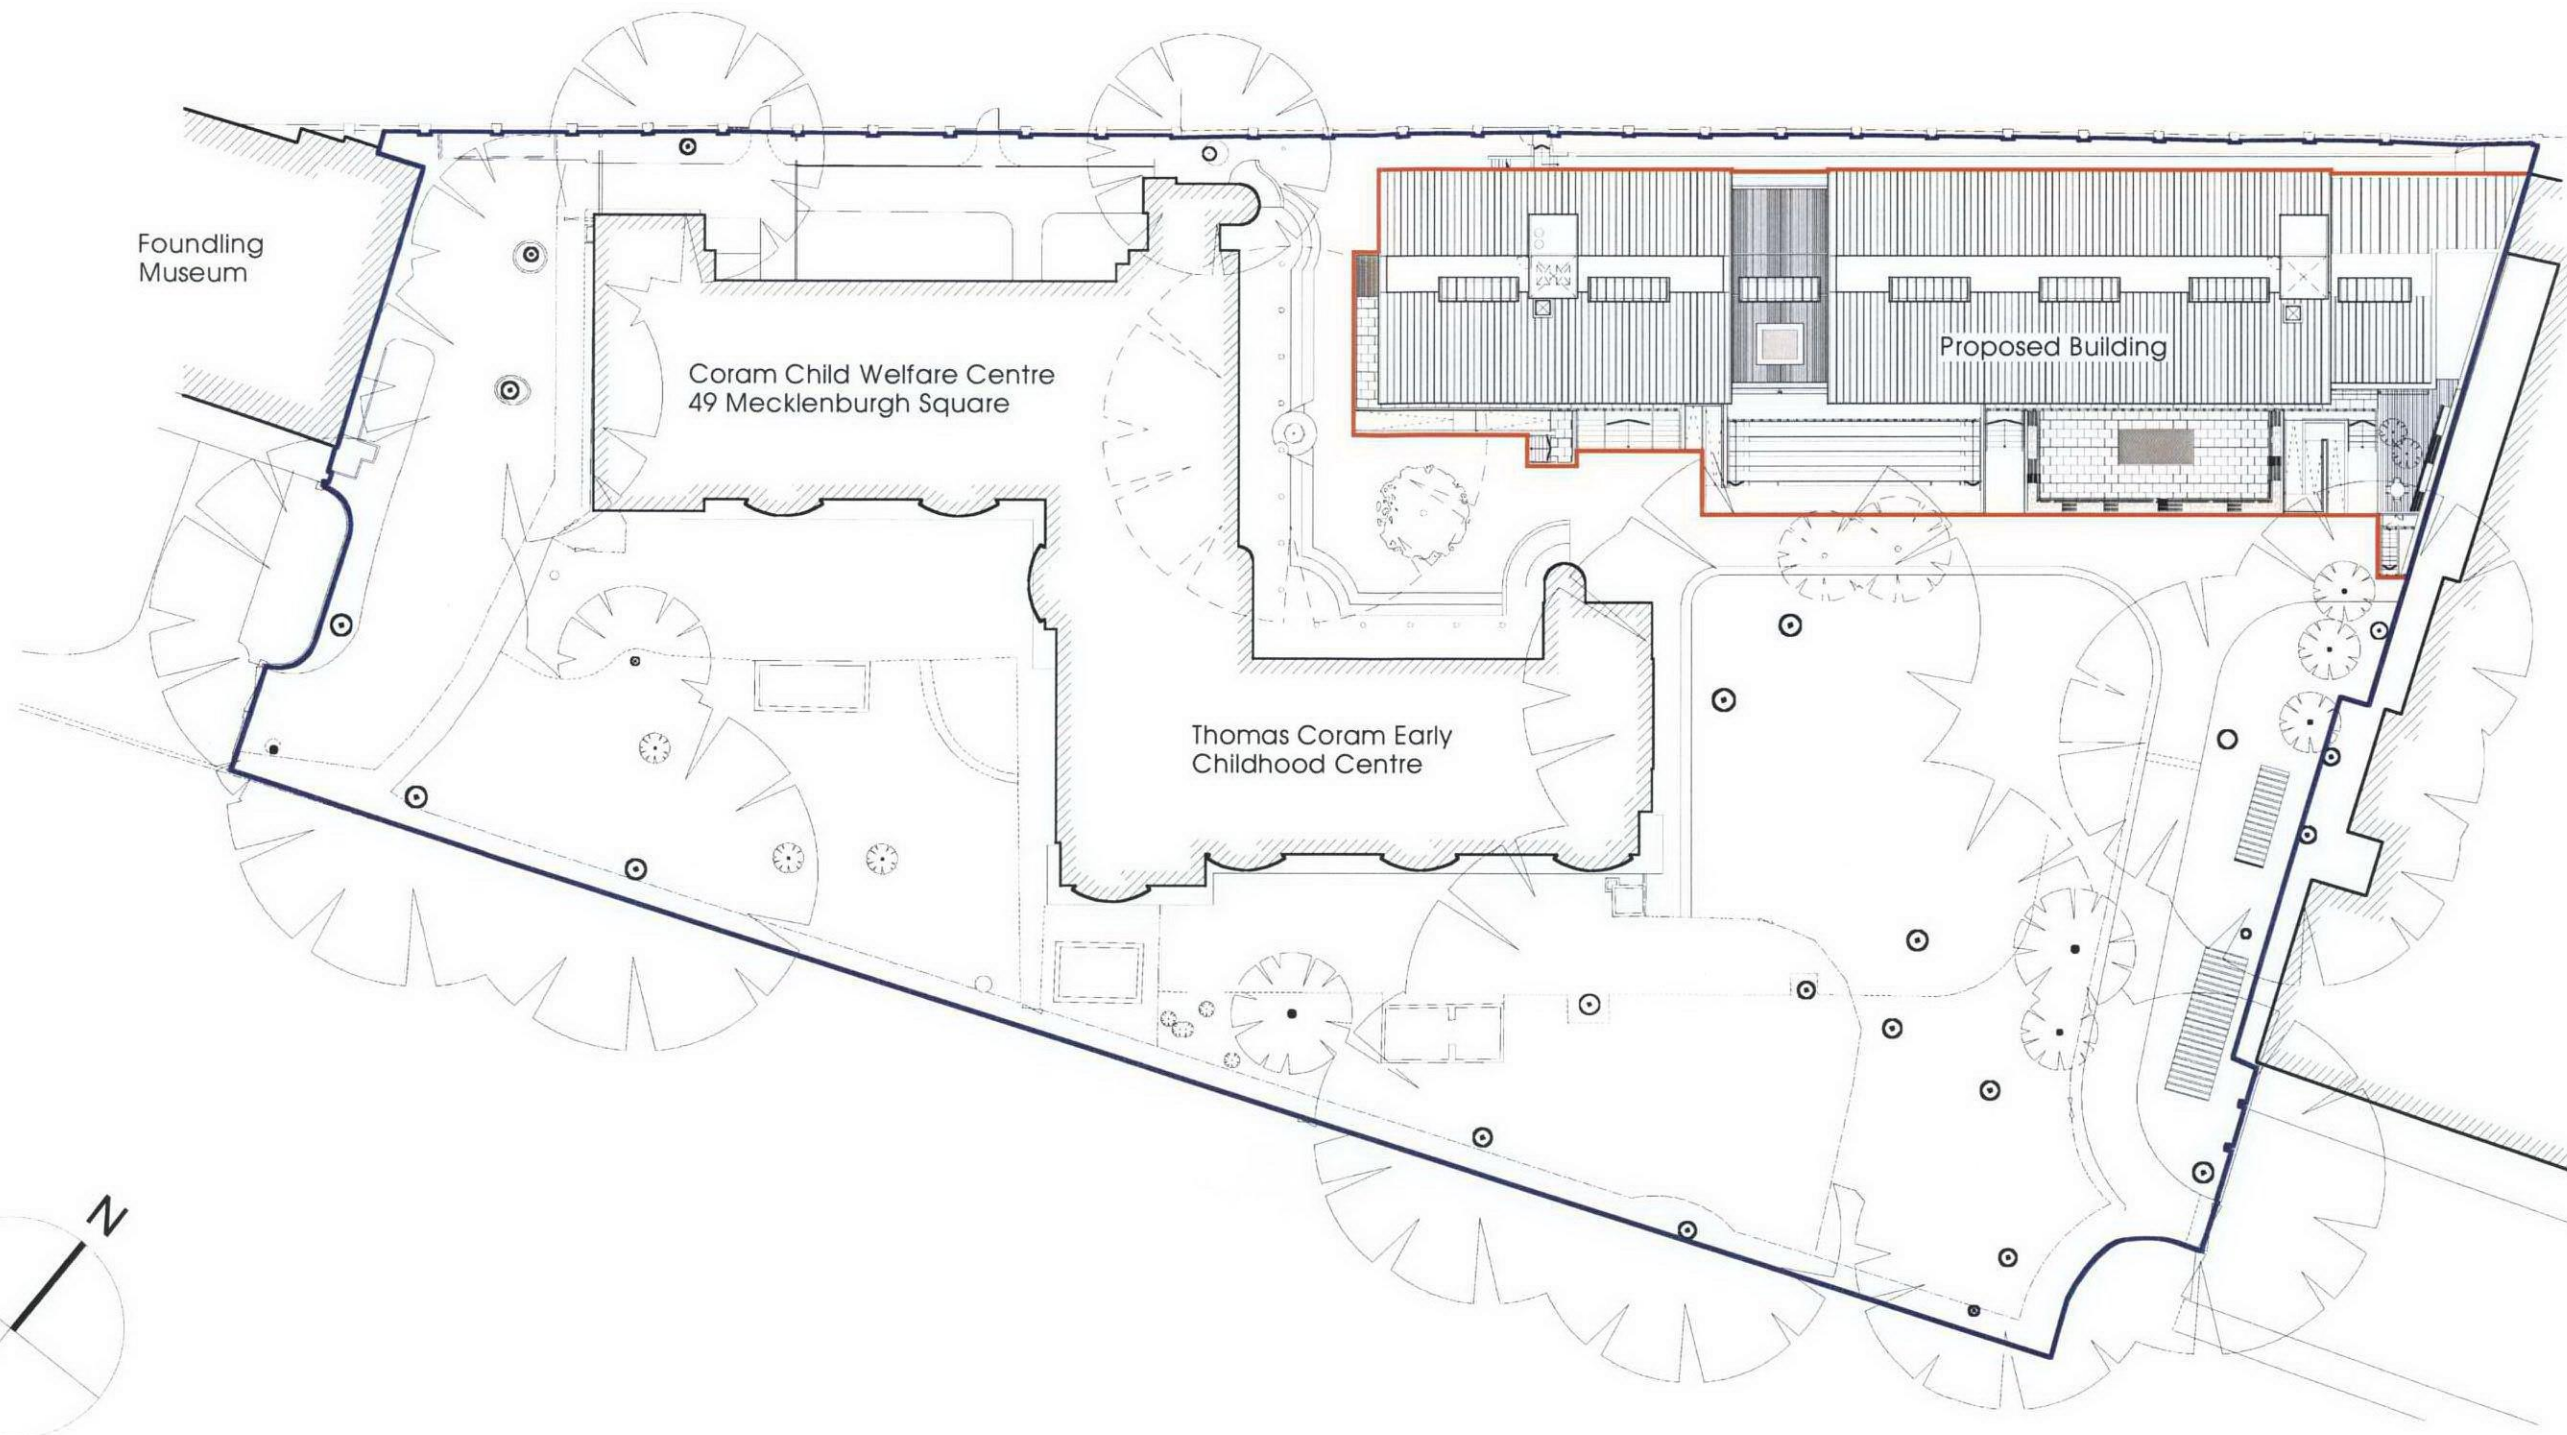 Foundling
Museum
Coram Child Welfare Centre
49 Mecklenburgh Square
Proposed Building
Thomas Coram Early
Childhood Centre
N